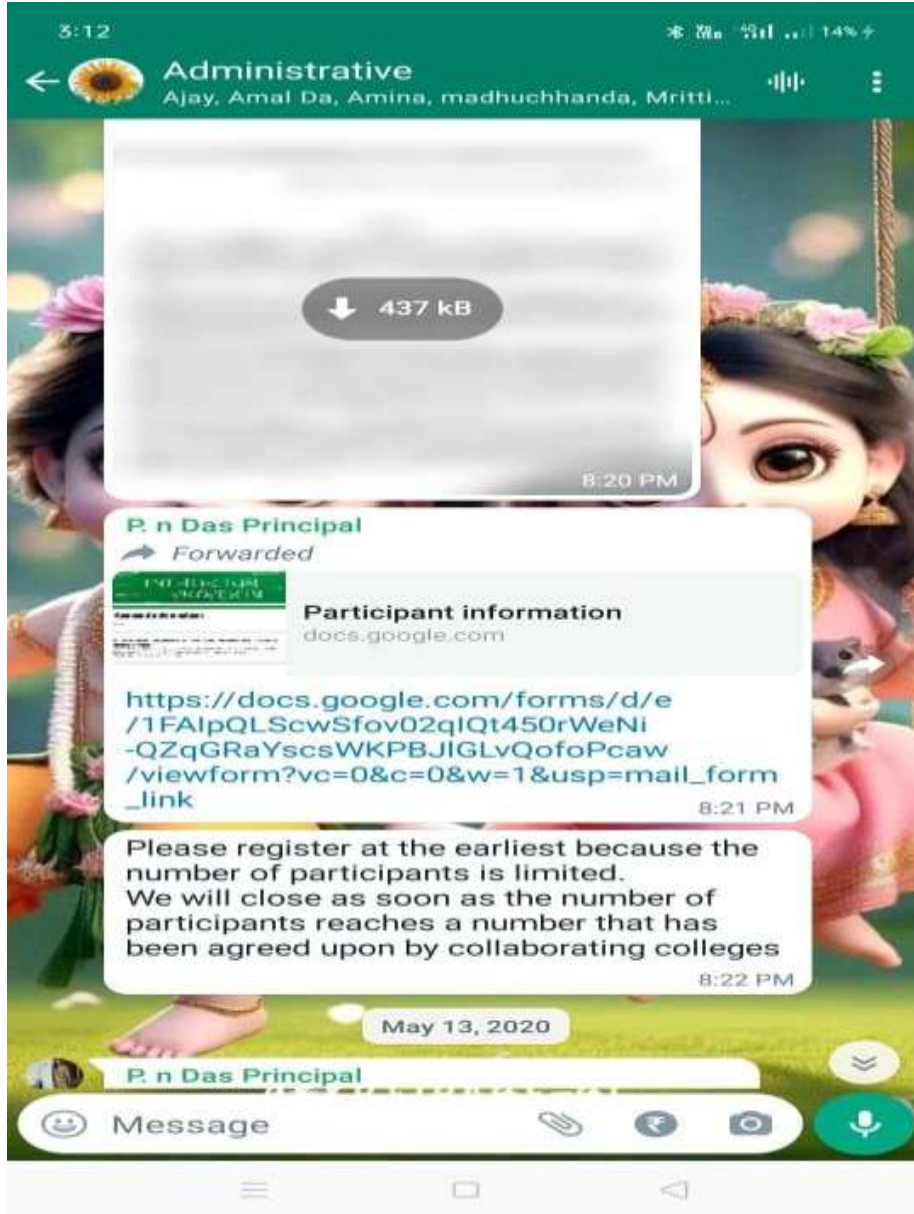 3:12
14%
Administrative
Ajay, Amal Da, Amina, madhuchhanda, Mritti...
437 kB
8:20 PM
P. n Das Principal
Forwarded
Participant information
docs.google.com
https://docs.google.com/forms/d/e
/1FAIpQLScwSfov02qIQt450rWeNi
-QZqGRaYscsWKPBJIGLvQofoPcaw
/viewform?vc=0&c=0&w=1&usp=mail_form
_link
8:21 PM
Please register at the earliest because the
number of participants is limited.
We will close as soon as the number of
participants reaches a number that has
been agreed upon by collaborating colleges
8:22 PM
May 13, 2020
P. n Das Principal
Message